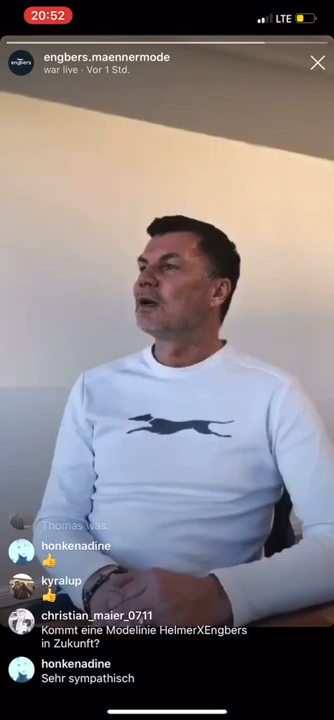 20:52
LTE
engbers
engbers.maennermode
war live · Vor 1 Std.
Thomas was.
honkenadine
👍
kyralup
👍
christian_maier_0711
Kommt eine Modelinie HelmerXEngbers
in Zukunft?
honkenadine
Sehr sympathisch